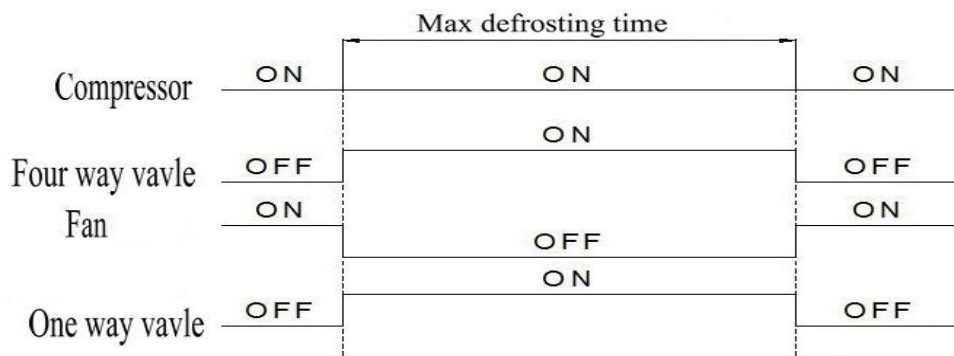 Max defrosting time
Compressor ON ON ON
ON
Four way vavle OFF OFF
Fan ON ON
OFF
ON
One way vavle OFF OFF